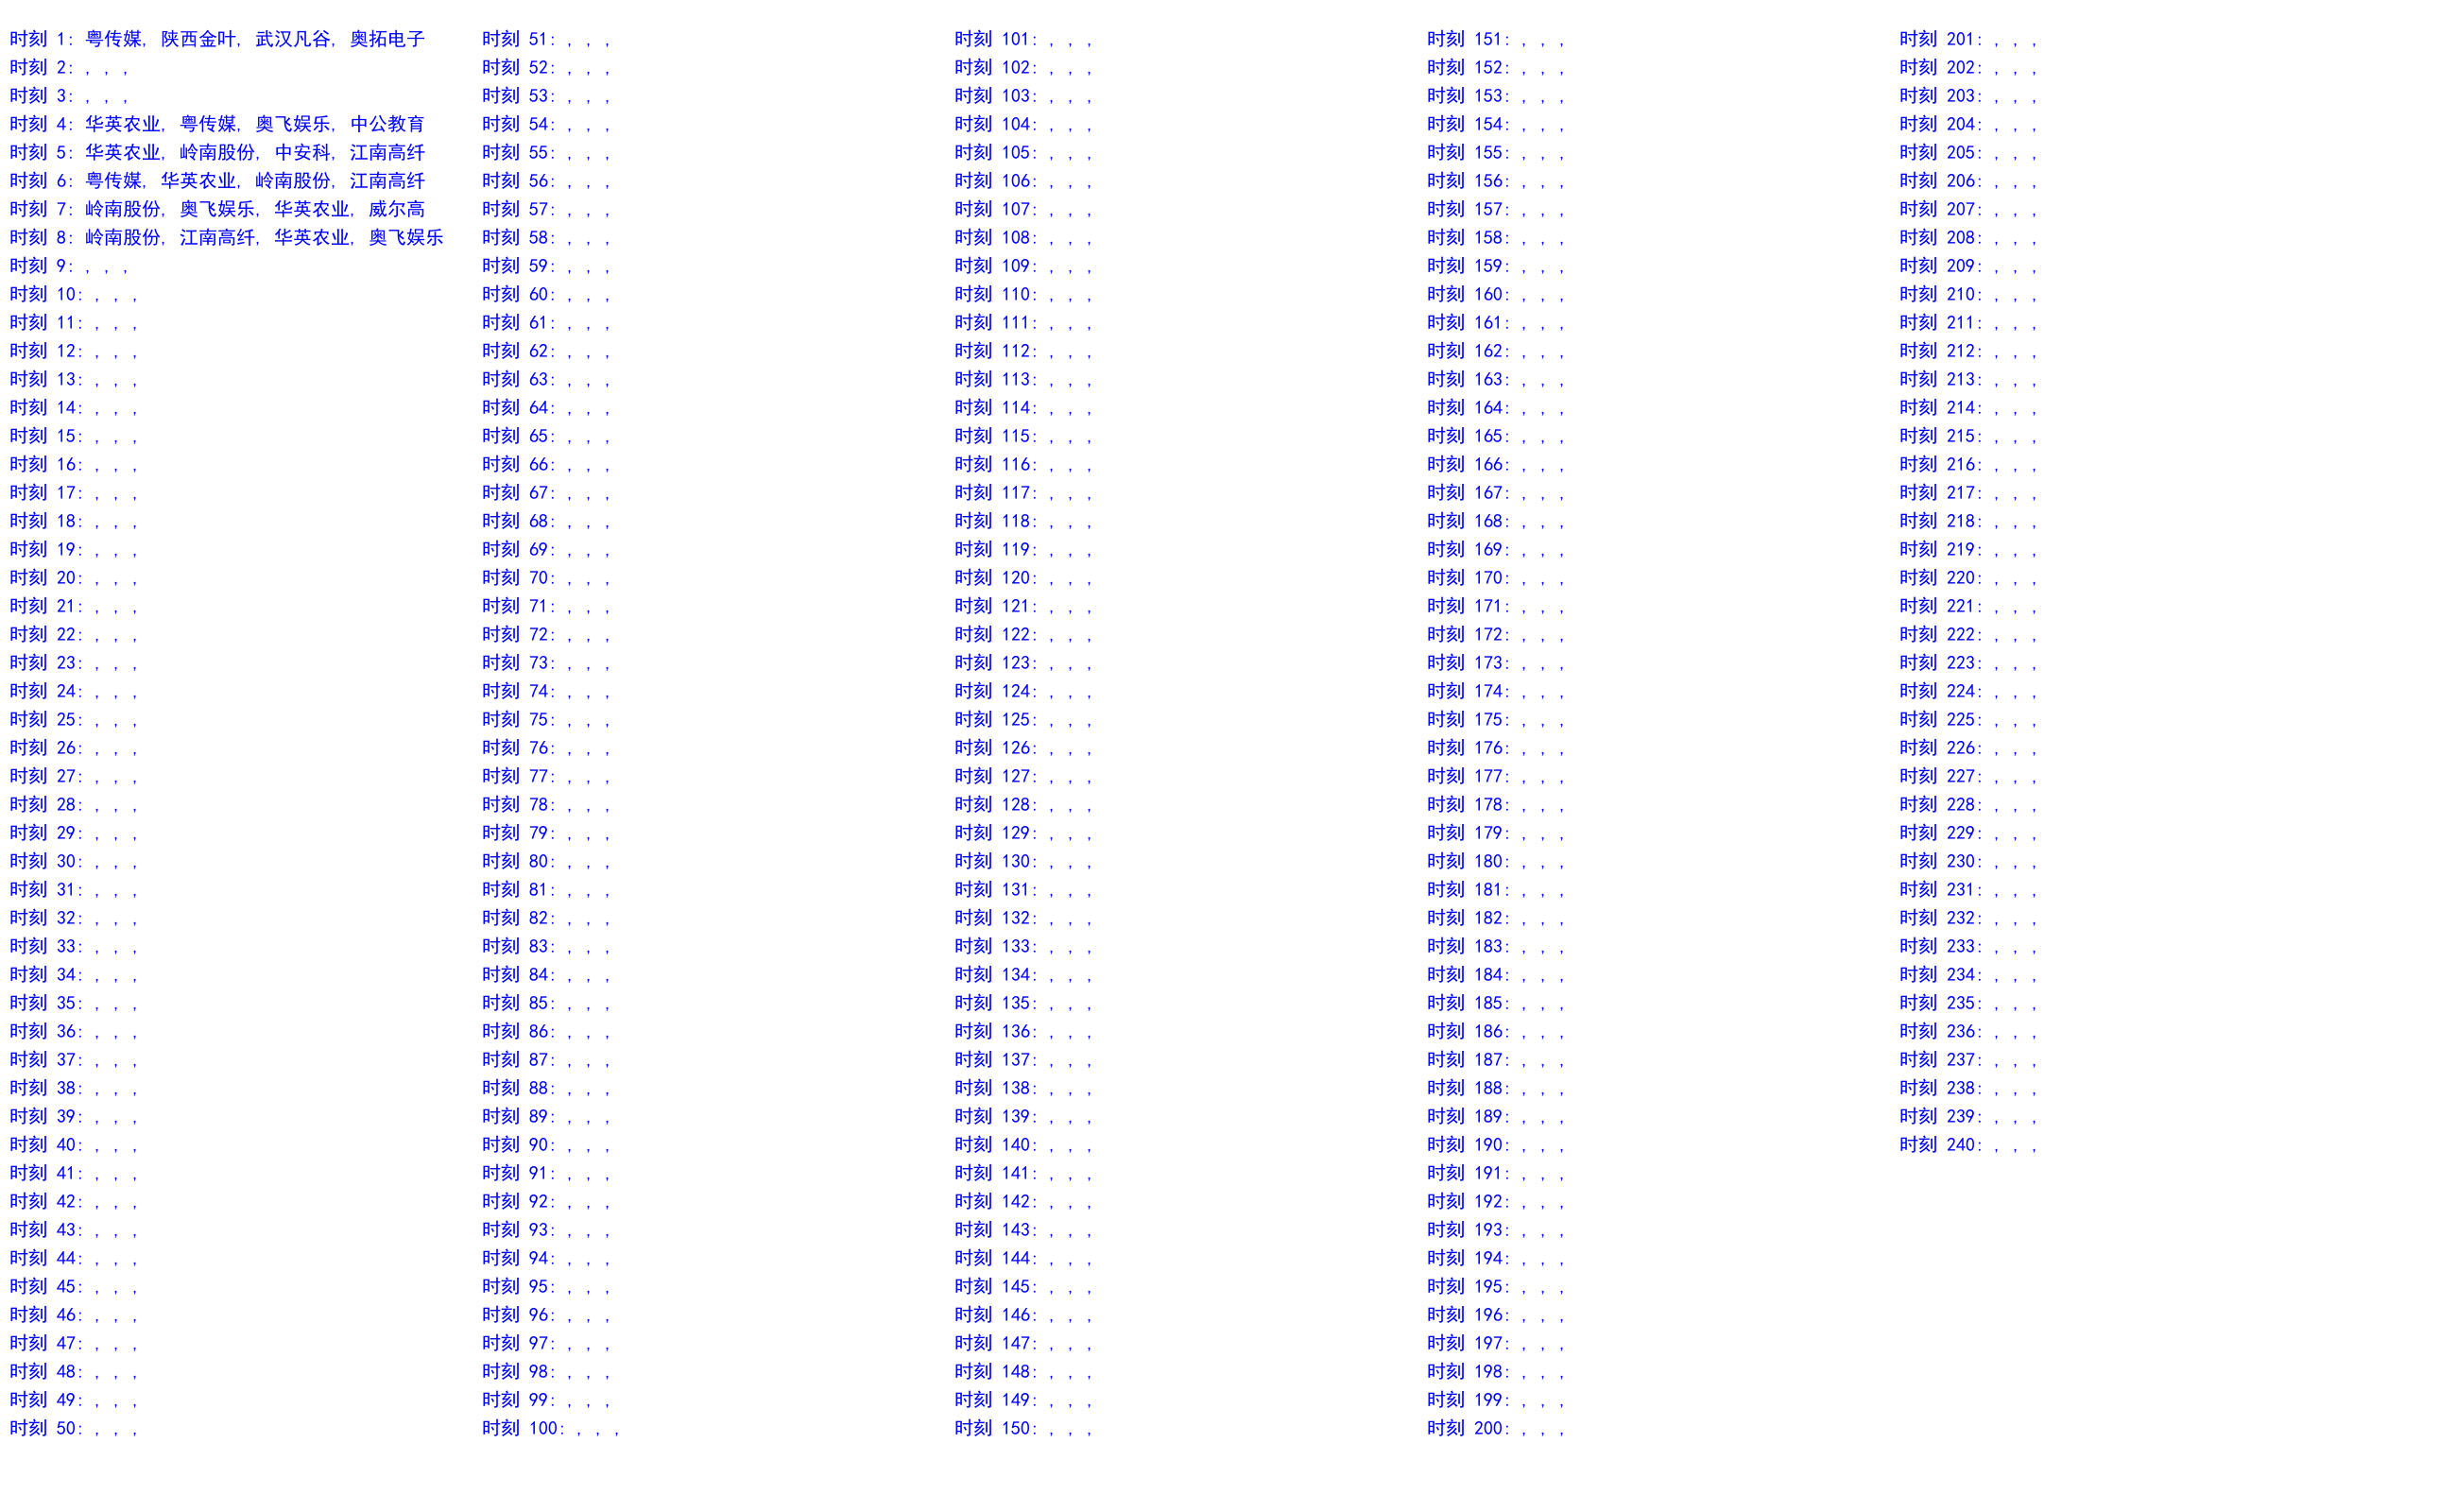 时刻 1: 粤传媒, 陕西金叶, 武汉凡谷, 奥拓电子
时刻 2: , , ,
时刻 3: , , ,
时刻 4: 华英农业, 粤传媒, 奥飞娱乐, 中公教育
时刻 5: 华英农业, 岭南股份, 中安科, 江南高纤
时刻 6: 粤传媒, 华英农业, 岭南股份, 江南高纤
时刻 7: 岭南股份, 奥飞娱乐, 华英农业, 威尔高
时刻 8: 岭南股份, 江南高纤, 华英农业, 奥飞娱乐
时刻 9: , , ,
时刻 10: , , ,
时刻 11: , , ,
时刻 12: , , ,
时刻 13: , , ,
时刻 14: , , ,
时刻 15: , , ,
时刻 16: , , ,
时刻 17: , , ,
时刻 18: , , ,
时刻 19: , , ,
时刻 20: , , ,
时刻 21: , , ,
时刻 22: , , ,
时刻 23: , , ,
时刻 24: , , ,
时刻 25: , , ,
时刻 26: , , ,
时刻 27: , , ,
时刻 28: , , ,
时刻 29: , , ,
时刻 30: , , ,
时刻 31: , , ,
时刻 32: , , ,
时刻 33: , , ,
时刻 34: , , ,
时刻 35: , , ,
时刻 36: , , ,
时刻 37: , , ,
时刻 38: , , ,
时刻 39: , , ,
时刻 40: , , ,
时刻 41: , , ,
时刻 42: , , ,
时刻 43: , , ,
时刻 44: , , ,
时刻 45: , , ,
时刻 46: , , ,
时刻 47: , , ,
时刻 48: , , ,
时刻 49: , , ,
时刻 50: , , ,
时刻 51: , , ,
时刻 52: , , ,
时刻 53: , , ,
时刻 54: , , ,
时刻 55: , , ,
时刻 56: , , ,
时刻 57: , , ,
时刻 58: , , ,
时刻 59: , , ,
时刻 60: , , ,
时刻 61: , , ,
时刻 62: , , ,
时刻 63: , , ,
时刻 64: , , ,
时刻 65: , , ,
时刻 66: , , ,
时刻 67: , , ,
时刻 68: , , ,
时刻 69: , , ,
时刻 70: , , ,
时刻 71: , , ,
时刻 72: , , ,
时刻 73: , , ,
时刻 74: , , ,
时刻 75: , , ,
时刻 76: , , ,
时刻 77: , , ,
时刻 78: , , ,
时刻 79: , , ,
时刻 80: , , ,
时刻 81: , , ,
时刻 82: , , ,
时刻 83: , , ,
时刻 84: , , ,
时刻 85: , , ,
时刻 86: , , ,
时刻 87: , , ,
时刻 88: , , ,
时刻 89: , , ,
时刻 90: , , ,
时刻 91: , , ,
时刻 92: , , ,
时刻 93: , , ,
时刻 94: , , ,
时刻 95: , , ,
时刻 96: , , ,
时刻 97: , , ,
时刻 98: , , ,
时刻 99: , , ,
时刻 100: , , ,
时刻 101: , , ,
时刻 102: , , ,
时刻 103: , , ,
时刻 104: , , ,
时刻 105: , , ,
时刻 106: , , ,
时刻 107: , , ,
时刻 108: , , ,
时刻 109: , , ,
时刻 110: , , ,
时刻 111: , , ,
时刻 112: , , ,
时刻 113: , , ,
时刻 114: , , ,
时刻 115: , , ,
时刻 116: , , ,
时刻 117: , , ,
时刻 118: , , ,
时刻 119: , , ,
时刻 120: , , ,
时刻 121: , , ,
时刻 122: , , ,
时刻 123: , , ,
时刻 124: , , ,
时刻 125: , , ,
时刻 126: , , ,
时刻 127: , , ,
时刻 128: , , ,
时刻 129: , , ,
时刻 130: , , ,
时刻 131: , , ,
时刻 132: , , ,
时刻 133: , , ,
时刻 134: , , ,
时刻 135: , , ,
时刻 136: , , ,
时刻 137: , , ,
时刻 138: , , ,
时刻 139: , , ,
时刻 140: , , ,
时刻 141: , , ,
时刻 142: , , ,
时刻 143: , , ,
时刻 144: , , ,
时刻 145: , , ,
时刻 146: , , ,
时刻 147: , , ,
时刻 148: , , ,
时刻 149: , , ,
时刻 150: , , ,
时刻 151: , , ,
时刻 152: , , ,
时刻 153: , , ,
时刻 154: , , ,
时刻 155: , , ,
时刻 156: , , ,
时刻 157: , , ,
时刻 158: , , ,
时刻 159: , , ,
时刻 160: , , ,
时刻 161: , , ,
时刻 162: , , ,
时刻 163: , , ,
时刻 164: , , ,
时刻 165: , , ,
时刻 166: , , ,
时刻 167: , , ,
时刻 168: , , ,
时刻 169: , , ,
时刻 170: , , ,
时刻 171: , , ,
时刻 172: , , ,
时刻 173: , , ,
时刻 174: , , ,
时刻 175: , , ,
时刻 176: , , ,
时刻 177: , , ,
时刻 178: , , ,
时刻 179: , , ,
时刻 180: , , ,
时刻 181: , , ,
时刻 182: , , ,
时刻 183: , , ,
时刻 184: , , ,
时刻 185: , , ,
时刻 186: , , ,
时刻 187: , , ,
时刻 188: , , ,
时刻 189: , , ,
时刻 190: , , ,
时刻 191: , , ,
时刻 192: , , ,
时刻 193: , , ,
时刻 194: , , ,
时刻 195: , , ,
时刻 196: , , ,
时刻 197: , , ,
时刻 198: , , ,
时刻 199: , , ,
时刻 200: , , ,
时刻 201: , , ,
时刻 202: , , ,
时刻 203: , , ,
时刻 204: , , ,
时刻 205: , , ,
时刻 206: , , ,
时刻 207: , , ,
时刻 208: , , ,
时刻 209: , , ,
时刻 210: , , ,
时刻 211: , , ,
时刻 212: , , ,
时刻 213: , , ,
时刻 214: , , ,
时刻 215: , , ,
时刻 216: , , ,
时刻 217: , , ,
时刻 218: , , ,
时刻 219: , , ,
时刻 220: , , ,
时刻 221: , , ,
时刻 222: , , ,
时刻 223: , , ,
时刻 224: , , ,
时刻 225: , , ,
时刻 226: , , ,
时刻 227: , , ,
时刻 228: , , ,
时刻 229: , , ,
时刻 230: , , ,
时刻 231: , , ,
时刻 232: , , ,
时刻 233: , , ,
时刻 234: , , ,
时刻 235: , , ,
时刻 236: , , ,
时刻 237: , , ,
时刻 238: , , ,
时刻 239: , , ,
时刻 240: , , ,